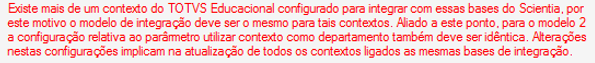 Existe mais de um contexto do TOTVS Educacional configurado para integrar com essas bases do Scientia, por
este motivo o modelo de integração deve ser o mesmo para tais contextos. Aliado a este ponto, para o modelo 2
a configuração relativa ao parâmetro utilizar contexto como departamento também deve ser idêntica. Alterações
nestas configurações implicam na atualização de todos os contextos ligados as mesmas bases de integração.